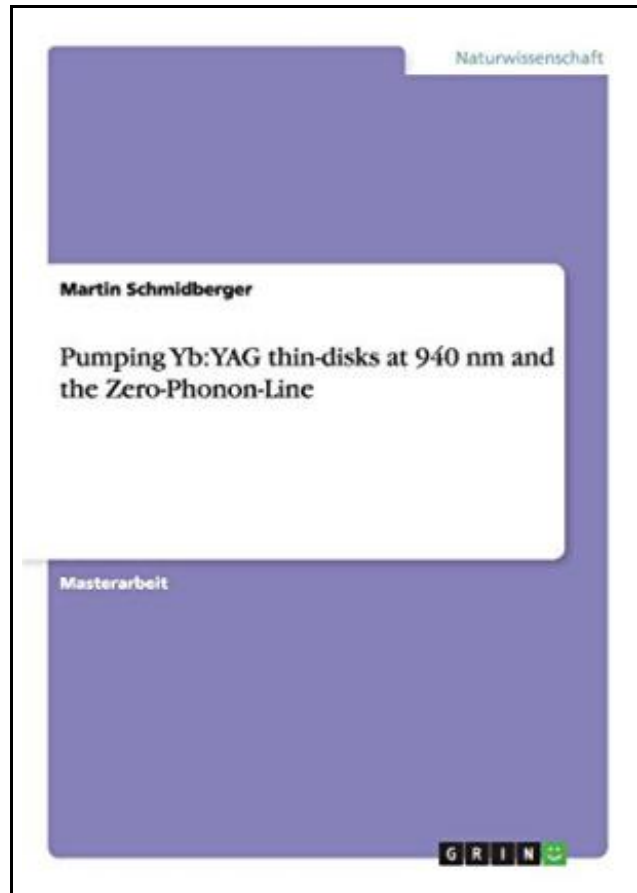 Naturwissenschaft
Martin Schmidberger
Pumping Yb:YAG thin-disks at 940 nm and
the Zero-Phonon-Line
Masterarbeit
GRIN